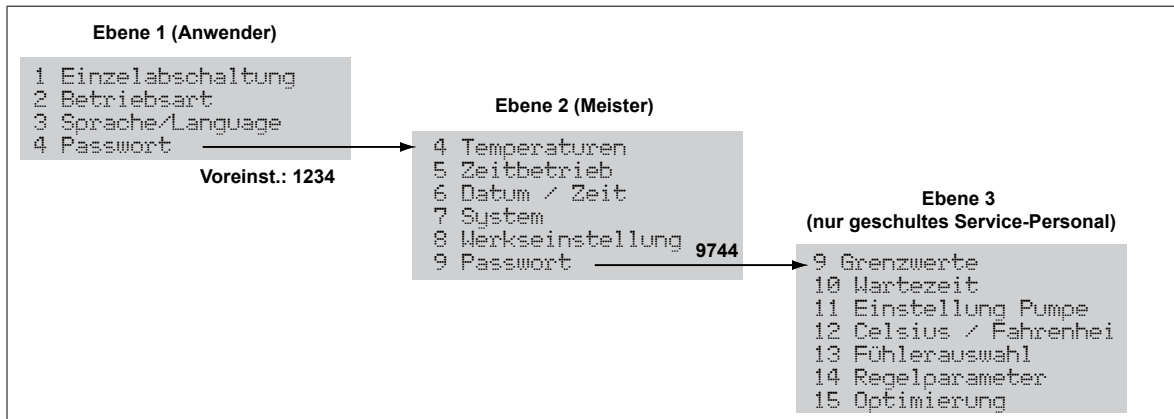 Ebene 1 (Anwender)
1 Einzelabschaltung
2 Betriebsart
3 Sprache/Language
4 Passwort
Voreinst.: 1234
Ebene 2 (Meister)
4 Temperaturen
5 Zeitbetrieb
6 Datum / Zeit
7 System
8 Werkseinstellung
9 Passwort
9744
Ebene 3
(nur geschultes Service-Personal)
9 Grenzwerte
10 Wartezeit
11 Einstellung Pumpe
12 Celsius / Fahrenhei
13 Fühlerauswahl
14 Regelparameter
15 Optimierung